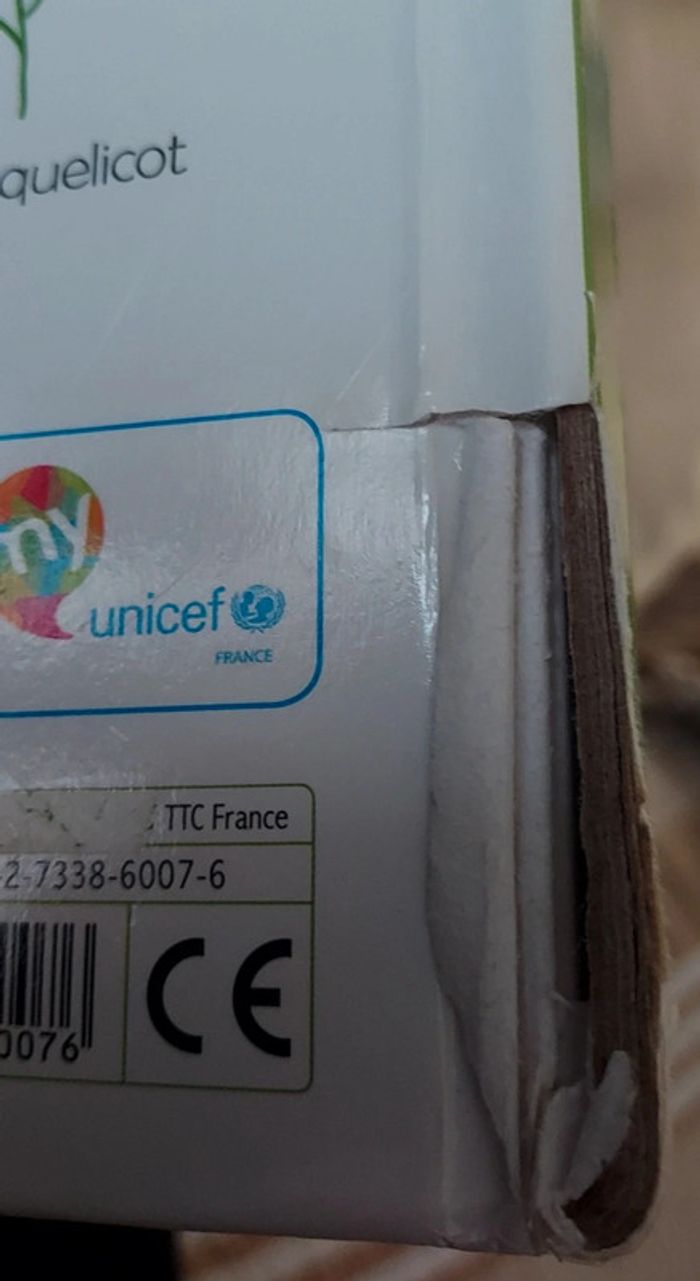 quelicot
my
unicef
FRANCE
TTC France
-2-7338-6007-6
0076
CE